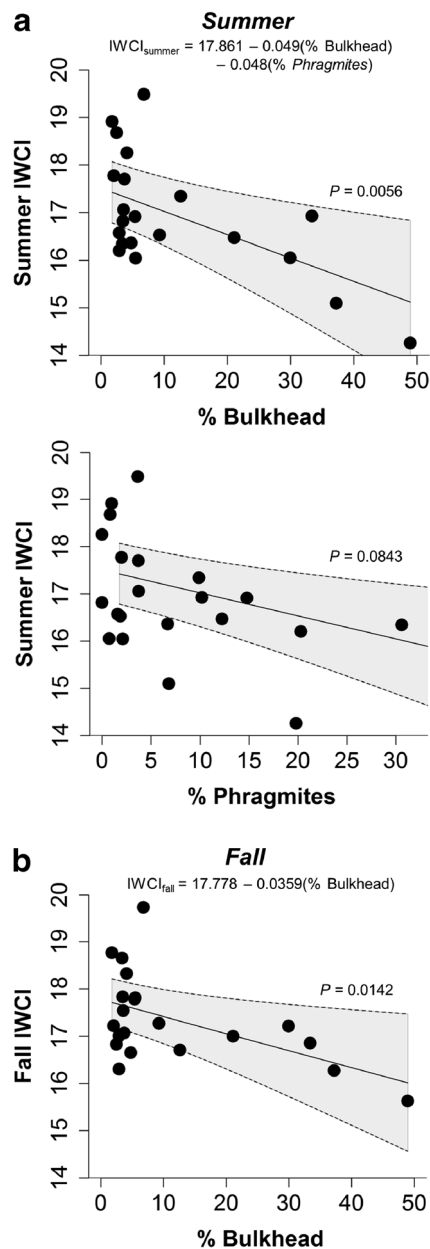 a
Summer
IWCIsummer = 17.861 − 0.049(% Bulkhead)
− 0.048(% Phragmites)
20
19
18
17
16
15
14
Summer IWCI
P = 0.0056
0 10 20 30 40 50
% Bulkhead
20
19
18
17
16
15
14
Summer IWCI
P = 0.0843
0 5 10 15 20 25 30
% Phragmites
b
Fall
IWCIfall = 17.778 − 0.0359(% Bulkhead)
20
19
18
17
16
15
14
Fall IWCI
P = 0.0142
0 10 20 30 40 50
% Bulkhead